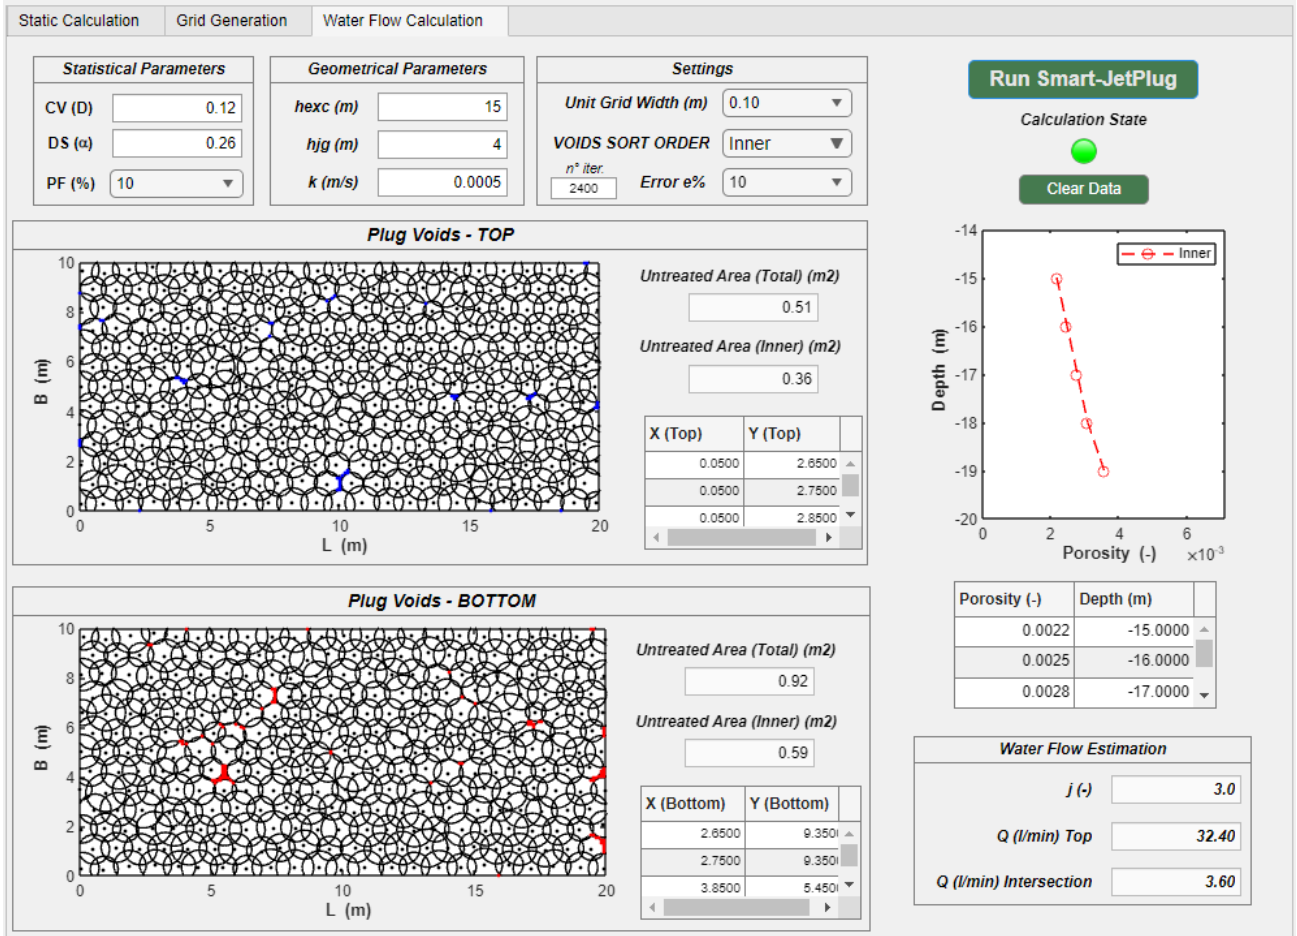 Static Calculation
Grid Generation
Water Flow Calculation
Statistical Parameters
CV (D)
0.12
DS (α)
0.26
PF (%)
10
Geometrical Parameters
hexc (m)
15
hjg (m)
4
k (m/s)
0.0005
Settings
Unit Grid Width (m)
0.10
VOIDS SORT ORDER
Inner
n° iter.
2400
Error e%
10
Run Smart-JetPlug
Calculation State
Clear Data
Plug Voids - TOP
10
8
6
4
2
0
B (m)
0
5
10
15
20
L (m)
Untreated Area (Total) (m2)
0.51
Untreated Area (Inner) (m2)
0.36
X (Top)
Y (Top)
0.0500
2.6500
0.0500
2.7500
0.0500
2.8500
-14
-15
-16
-17
-18
-19
-20
Depth (m)
Inner
0
2
4
6
Porosity (-)
×10-3
Plug Voids - BOTTOM
10
8
6
4
2
0
B (m)
0
5
10
15
20
L (m)
Untreated Area (Total) (m2)
0.92
Untreated Area (Inner) (m2)
0.59
X (Bottom)
Y (Bottom)
2.6500
9.350
2.7500
9.350
3.8500
5.450
Porosity (-)
Depth (m)
0.0022
-15.0000
0.0025
-16.0000
0.0028
-17.0000
Water Flow Estimation
j (-)
3.0
Q (l/min) Top
32.40
Q (l/min) Intersection
3.60